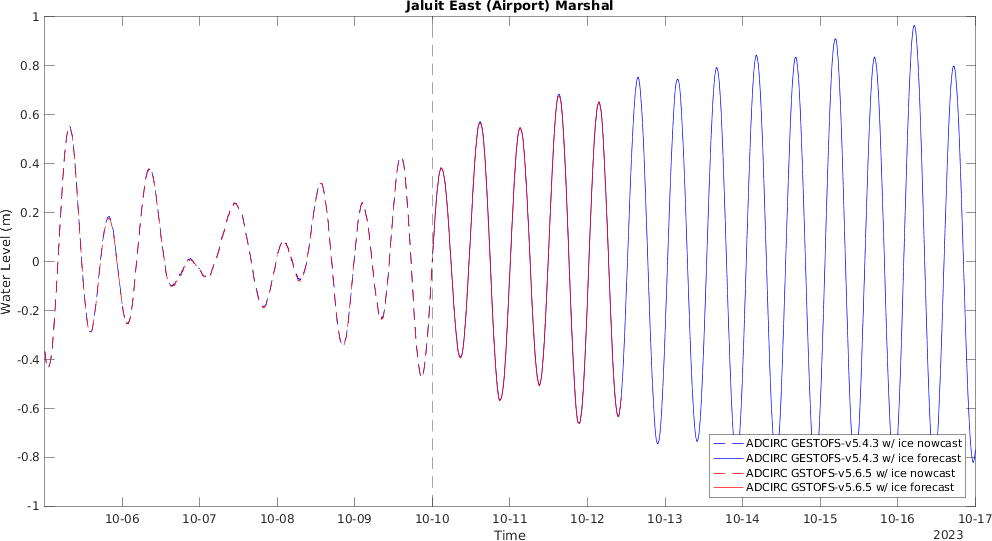 Jaluit East (Airport) Marshal
1
0.8
0.6
0.4
0.2
0
-0.2
-0.4
-0.6
-0.8
-1
Water Level (m)
ADCIRC GESTOFS-v5.4.3 w/ ice nowcast
ADCIRC GESTOFS-v5.4.3 w/ ice forecast
ADCIRC GSTOFS-v5.6.5 w/ ice nowcast
ADCIRC GSTOFS-v5.6.5 w/ ice forecast
10-06 10-07 10-08 10-09 10-10 10-11 10-12 10-13 10-14 10-15 10-16 10-17
Time
2023